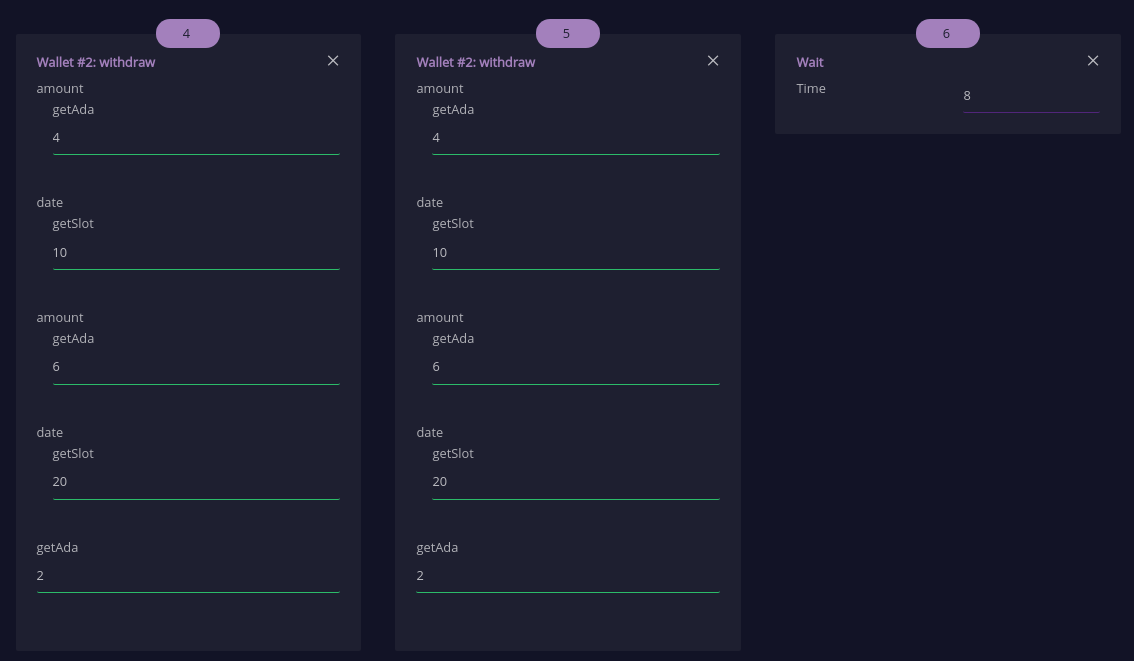 4
Wallet #2: withdraw
amount
getAda
4
date
getSlot
10
amount
getAda
6
date
getSlot
20
getAda
2
5
Wallet #2: withdraw
amount
getAda
4
date
getSlot
10
amount
getAda
6
date
getSlot
20
getAda
2
6
Wait
Time
8